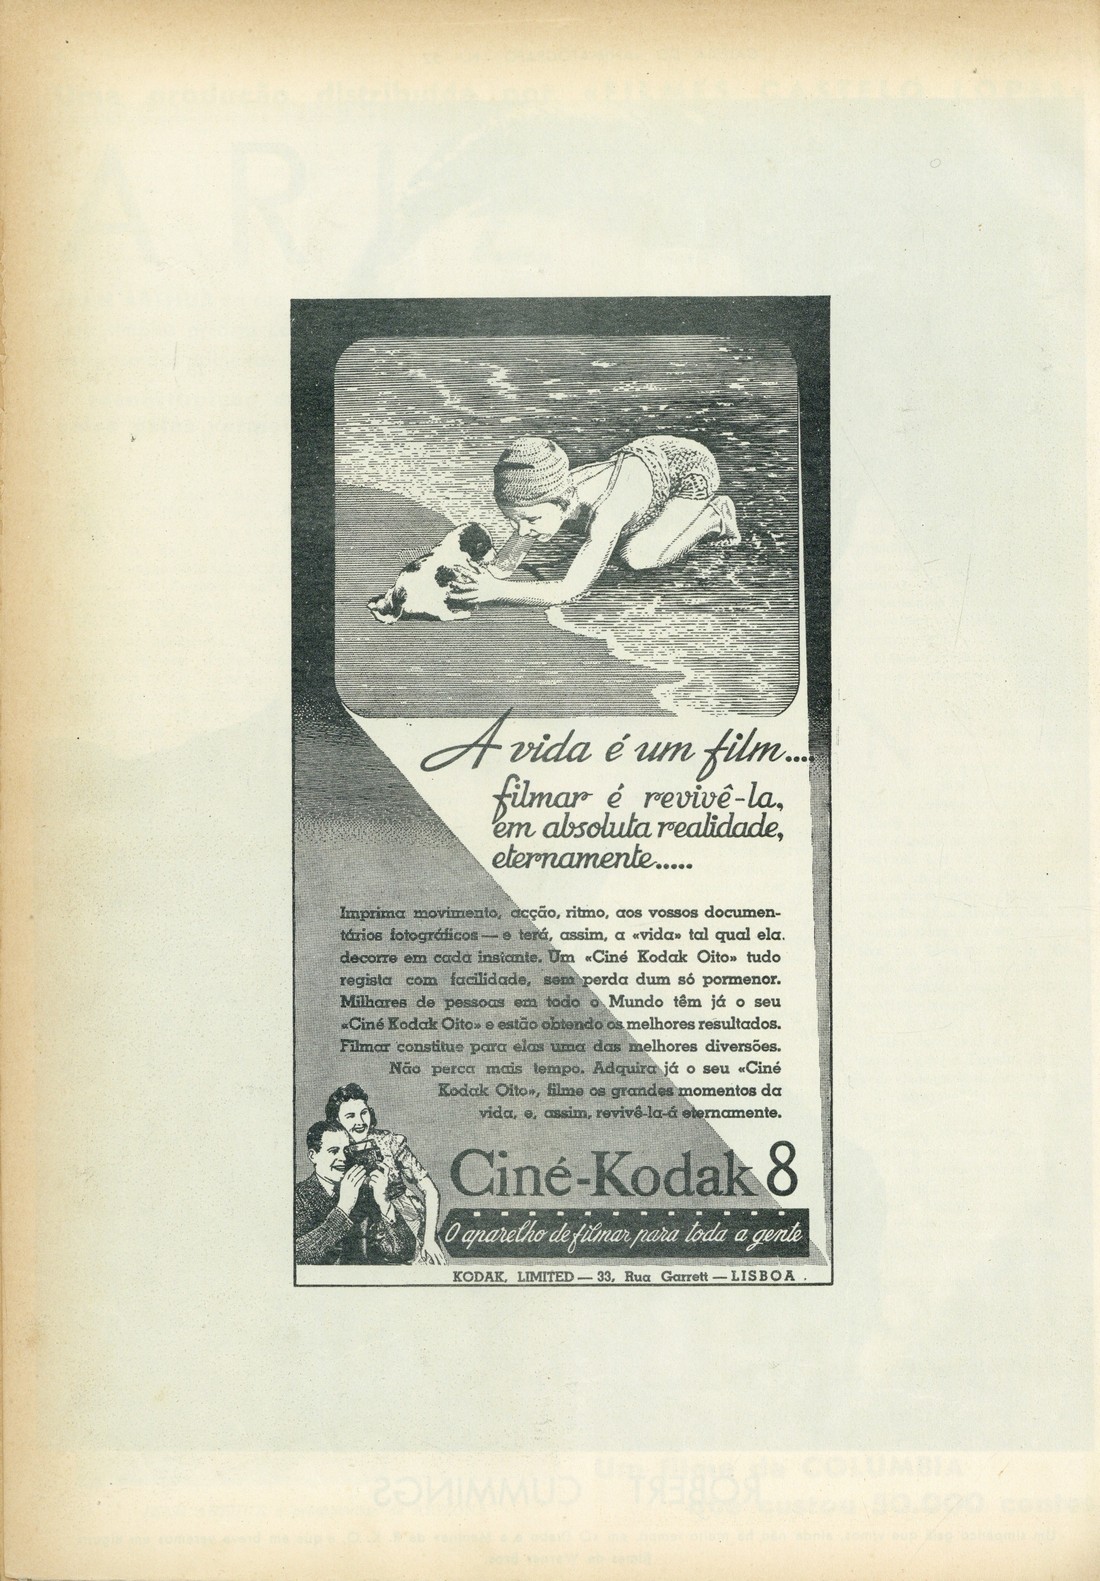 A vida é um film....
filmar é revivê-la,
em absoluta realidade,
eternamente.....
Imprima movimento, acção, ritmo, aos vossos documen-
tários fotográficos — e terá, assim, a «vida» tal qual ela.
decorre em cada instante. Um «Ciné Kodak Oito» tudo
regista com facilidade, sem perda dum só pormenor.
Milhares de pessoas em todo o Mundo têm já o seu
«Ciné Kodak Oito» e estão obtendo os melhores resultados.
Filmar constitue para elas uma das melhores diversões.
Não perca mais tempo. Adquira já o seu «Ciné
Kodak Oito», filme os grandes momentos da
vida, e, assim, revivê-la-á eternamente.
Ciné-Kodak 8
O aparelho de filmar para toda a gente
KODAK, LIMITED — 33, Rua Garrett — LISBOA .
ROBERT CUMMINGS